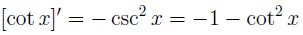 [cot x]′ = − csc² x = −1 − cot² x